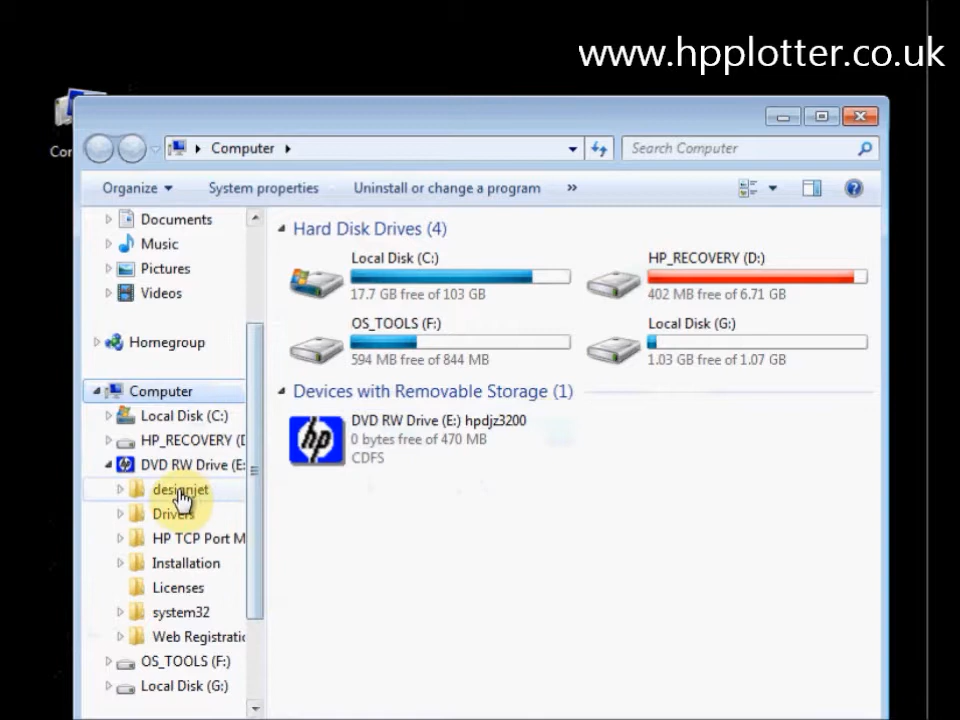 www.hpplotter.co.uk
Computer
Search Computer
Organize System properties Uninstall or change a program »
Documents
Music
Pictures
Videos
Homegroup
Computer
Local Disk (C:)
HP_RECOVERY (D
DVD RW Drive (E:
designjet
Drivers
HP TCP Port M
Installation
Licenses
system32
Web Registratio
OS_TOOLS (F:)
Local Disk (G:)
Hard Disk Drives (4)
Local Disk (C:)
17.7 GB free of 103 GB
HP_RECOVERY (D:)
402 MB free of 6.71 GB
OS_TOOLS (F:)
594 MB free of 844 MB
Local Disk (G:)
1.03 GB free of 1.07 GB
Devices with Removable Storage (1)
hp
DVD RW Drive (E:) hpdjz3200
0 bytes free of 470 MB
CDFS